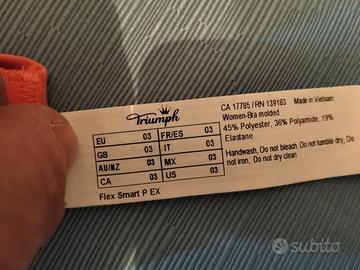 Triumph
EU 03 FR/ES 03
GB 03 IT 03
AU/NZ 03 MX 03
CA 03 US 03
Flex Smart P EX
CA 17785 / RN 139183 Made in Vietnam
Women-Bra molded
45% Polyester, 36% Polyamide, 19%
Elastane
Handwash, Do not bleach, Do not tumble dry, Do
not iron, Do not dry clean
subito